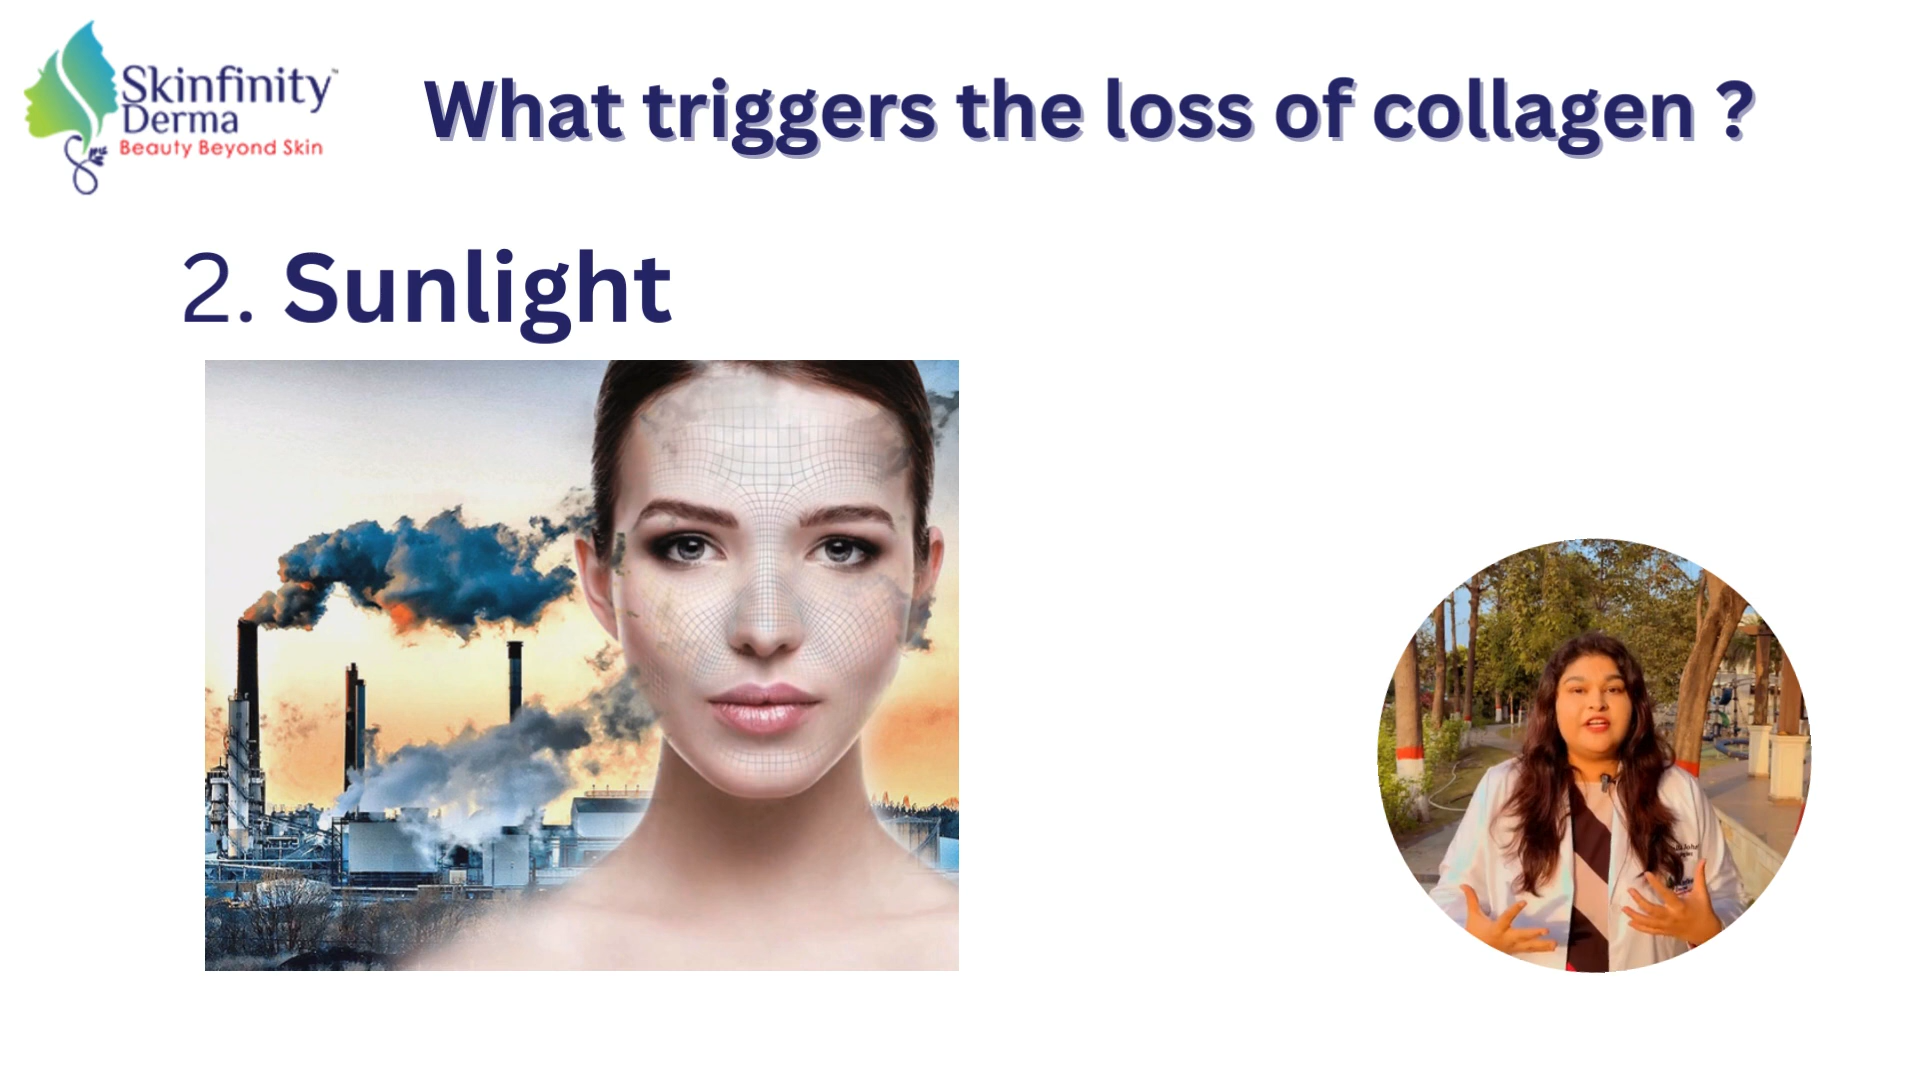 Skinfinity
Derma
Beauty Beyond Skin
What triggers the loss of collagen ?
2. Sunlight